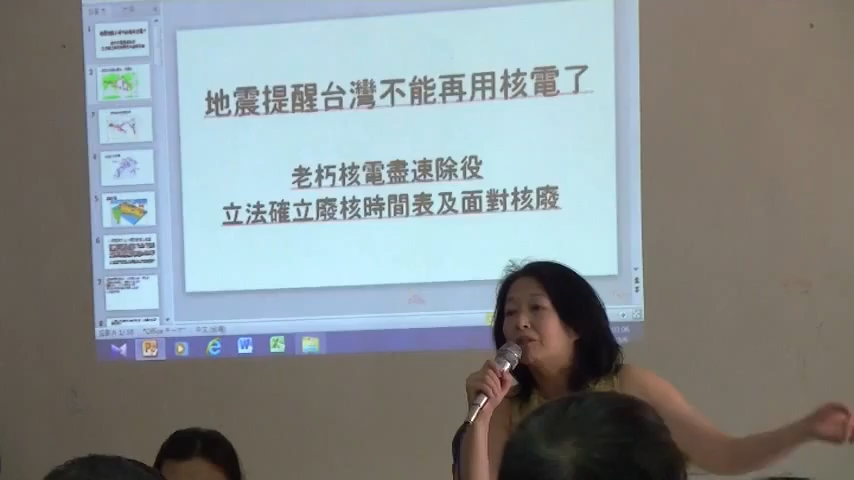 地震提醒台灣不能再用核電了
老朽核電盡速除役
立法確立廢核時間表及面對核廢